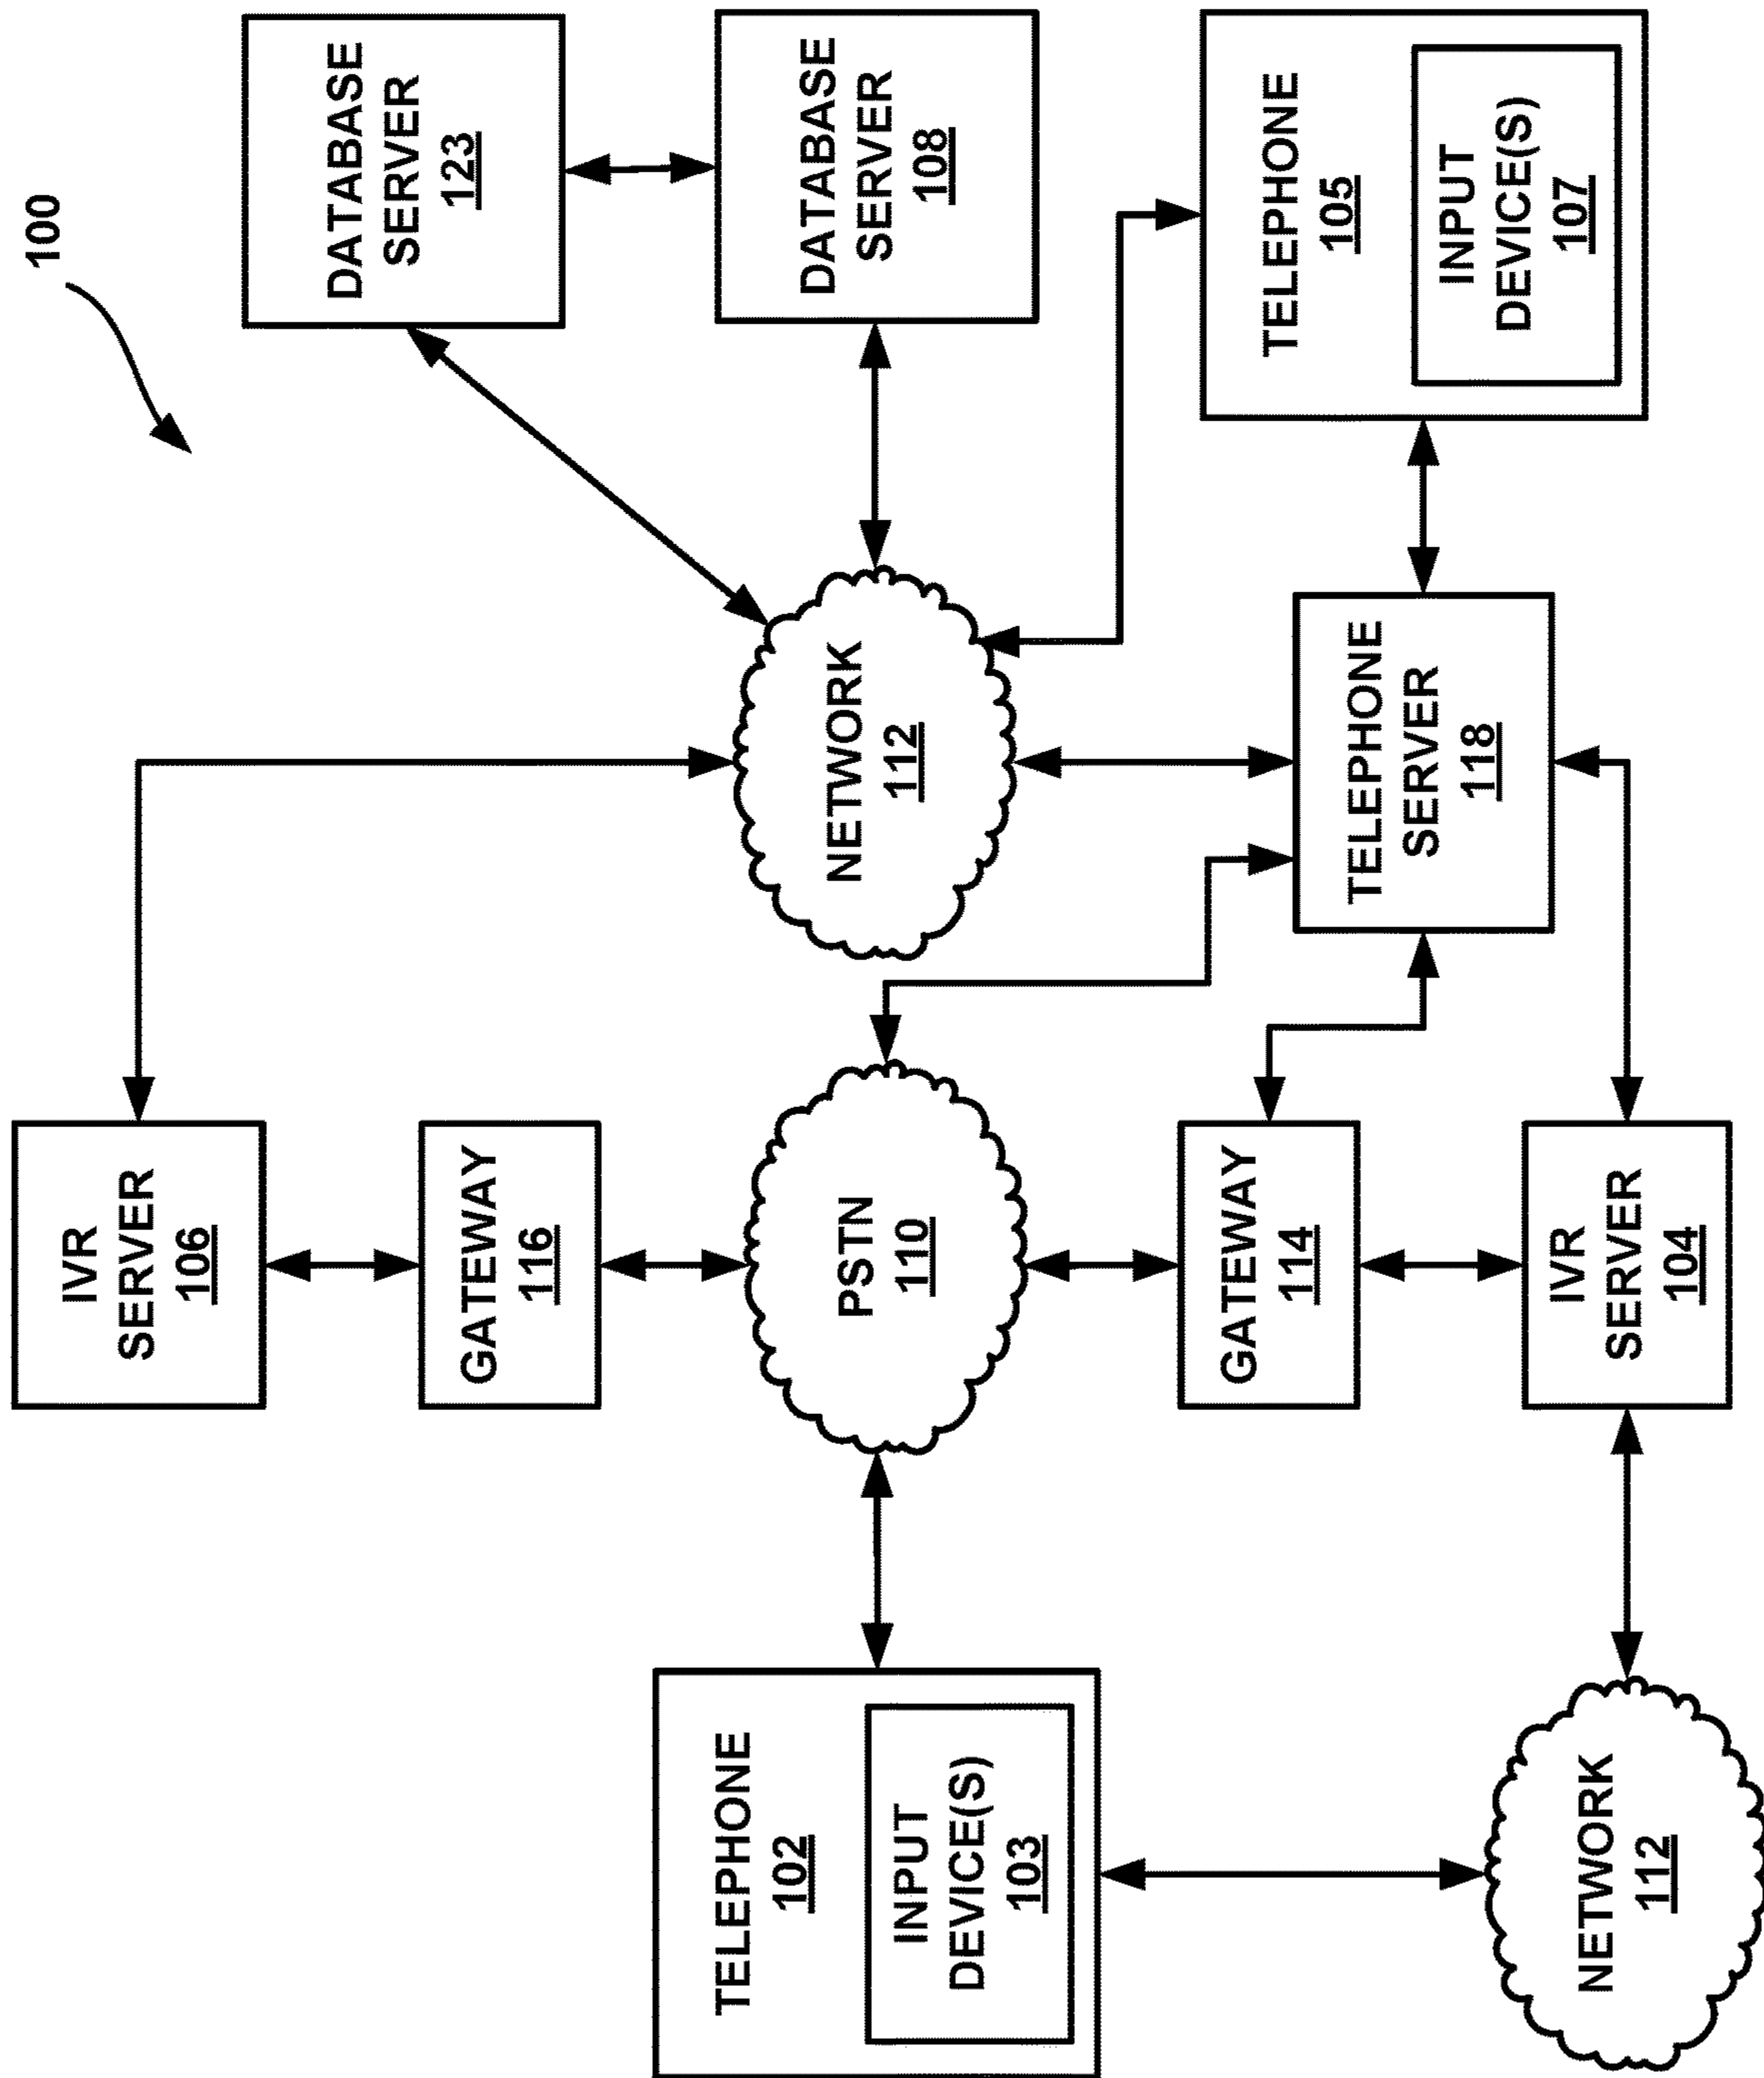 100
IVR
SERVER
106
DATABASE
SERVER
123
GATEWAY
116
DATABASE
SERVER
108
TELEPHONE
102
INPUT
DEVICE(S)
103
PSTN
110
NETWORK
112
GATEWAY
114
TELEPHONE
105
INPUT
DEVICE(S)
107
TELEPHONE
SERVER
118
NETWORK
112
IVR
SERVER
104